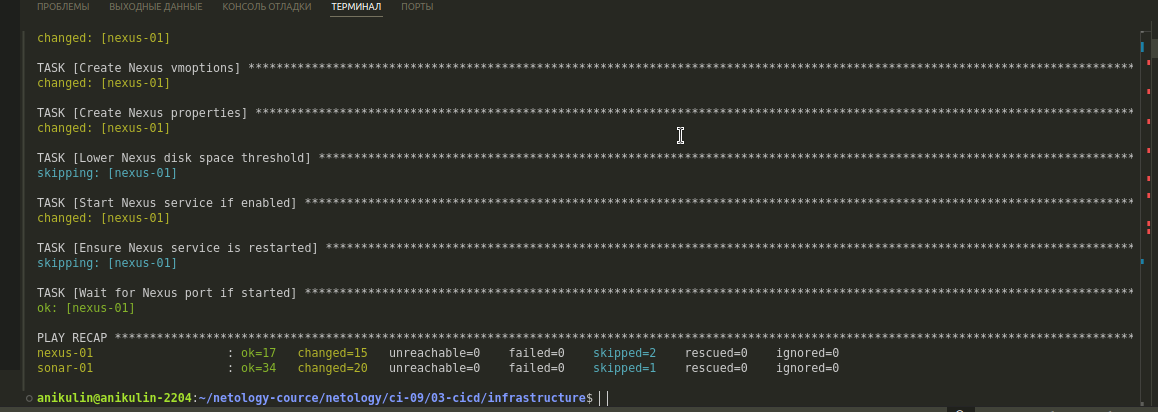 ПРОБЛЕМЫ ВЫХОДНЫЕ ДАННЫЕ КОНСОЛЬ ОТЛАДКИ ТЕРМИНАЛ ПОРТЫ
changed: [nexus-01]
TASK [Create Nexus vmoptions] ******************************************************************************************************************************
changed: [nexus-01]
TASK [Create Nexus properties] *****************************************************************************************************************************
changed: [nexus-01]
TASK [Lower Nexus disk space threshold] ********************************************************************************************************************
skipping: [nexus-01]
TASK [Start Nexus service if enabled] **********************************************************************************************************************
changed: [nexus-01]
TASK [Ensure Nexus service is restarted] *******************************************************************************************************************
skipping: [nexus-01]
TASK [Wait for Nexus port if started] **********************************************************************************************************************
ok: [nexus-01]
PLAY RECAP *************************************************************************************************************************************************
nexus-01 : ok=17 changed=15 unreachable=0 failed=0 skipped=2 rescued=0 ignored=0
sonar-01 : ok=34 changed=20 unreachable=0 failed=0 skipped=1 rescued=0 ignored=0
anikulin@anikulin-2204:~/netology-cource/netology/ci-09/03-cicd/infrastructure$